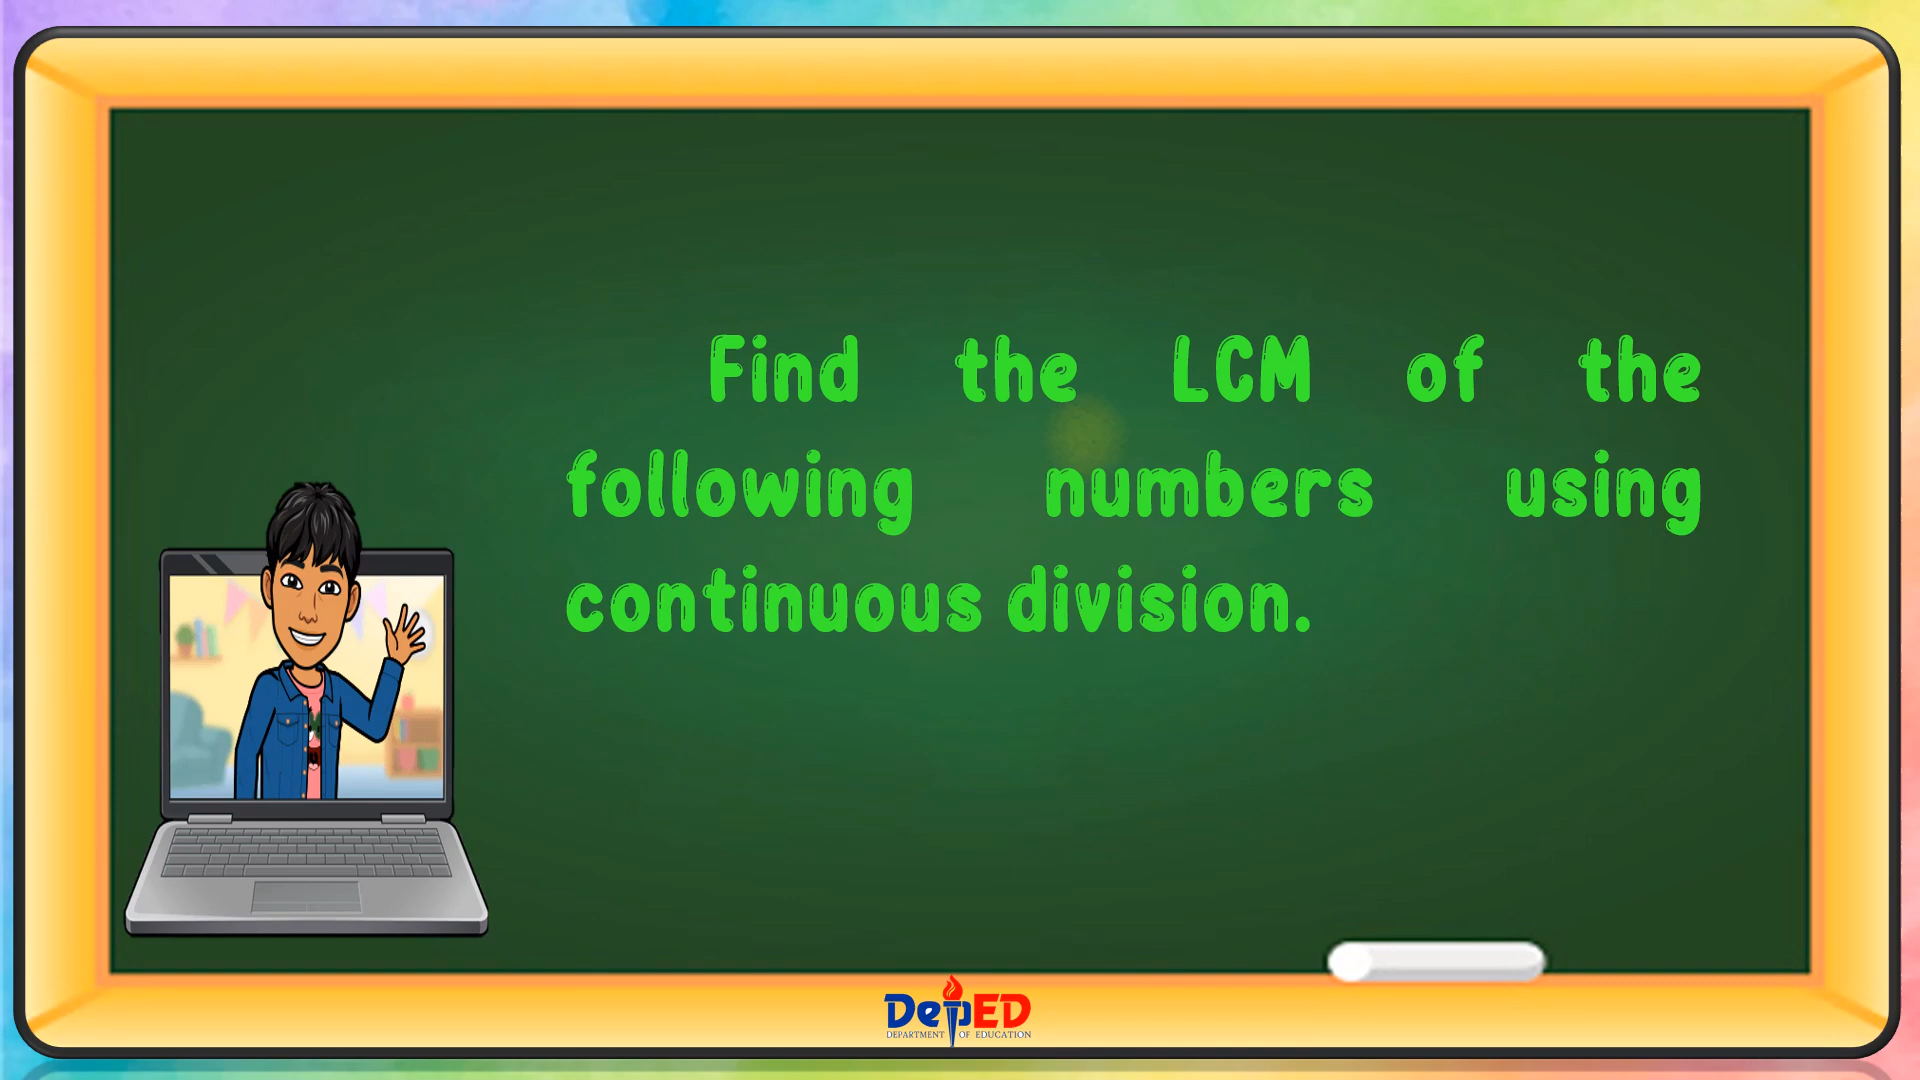 Find the LCM of the
following numbers using
continuous division.
DepED
DEPARTMENT OF EDUCATION